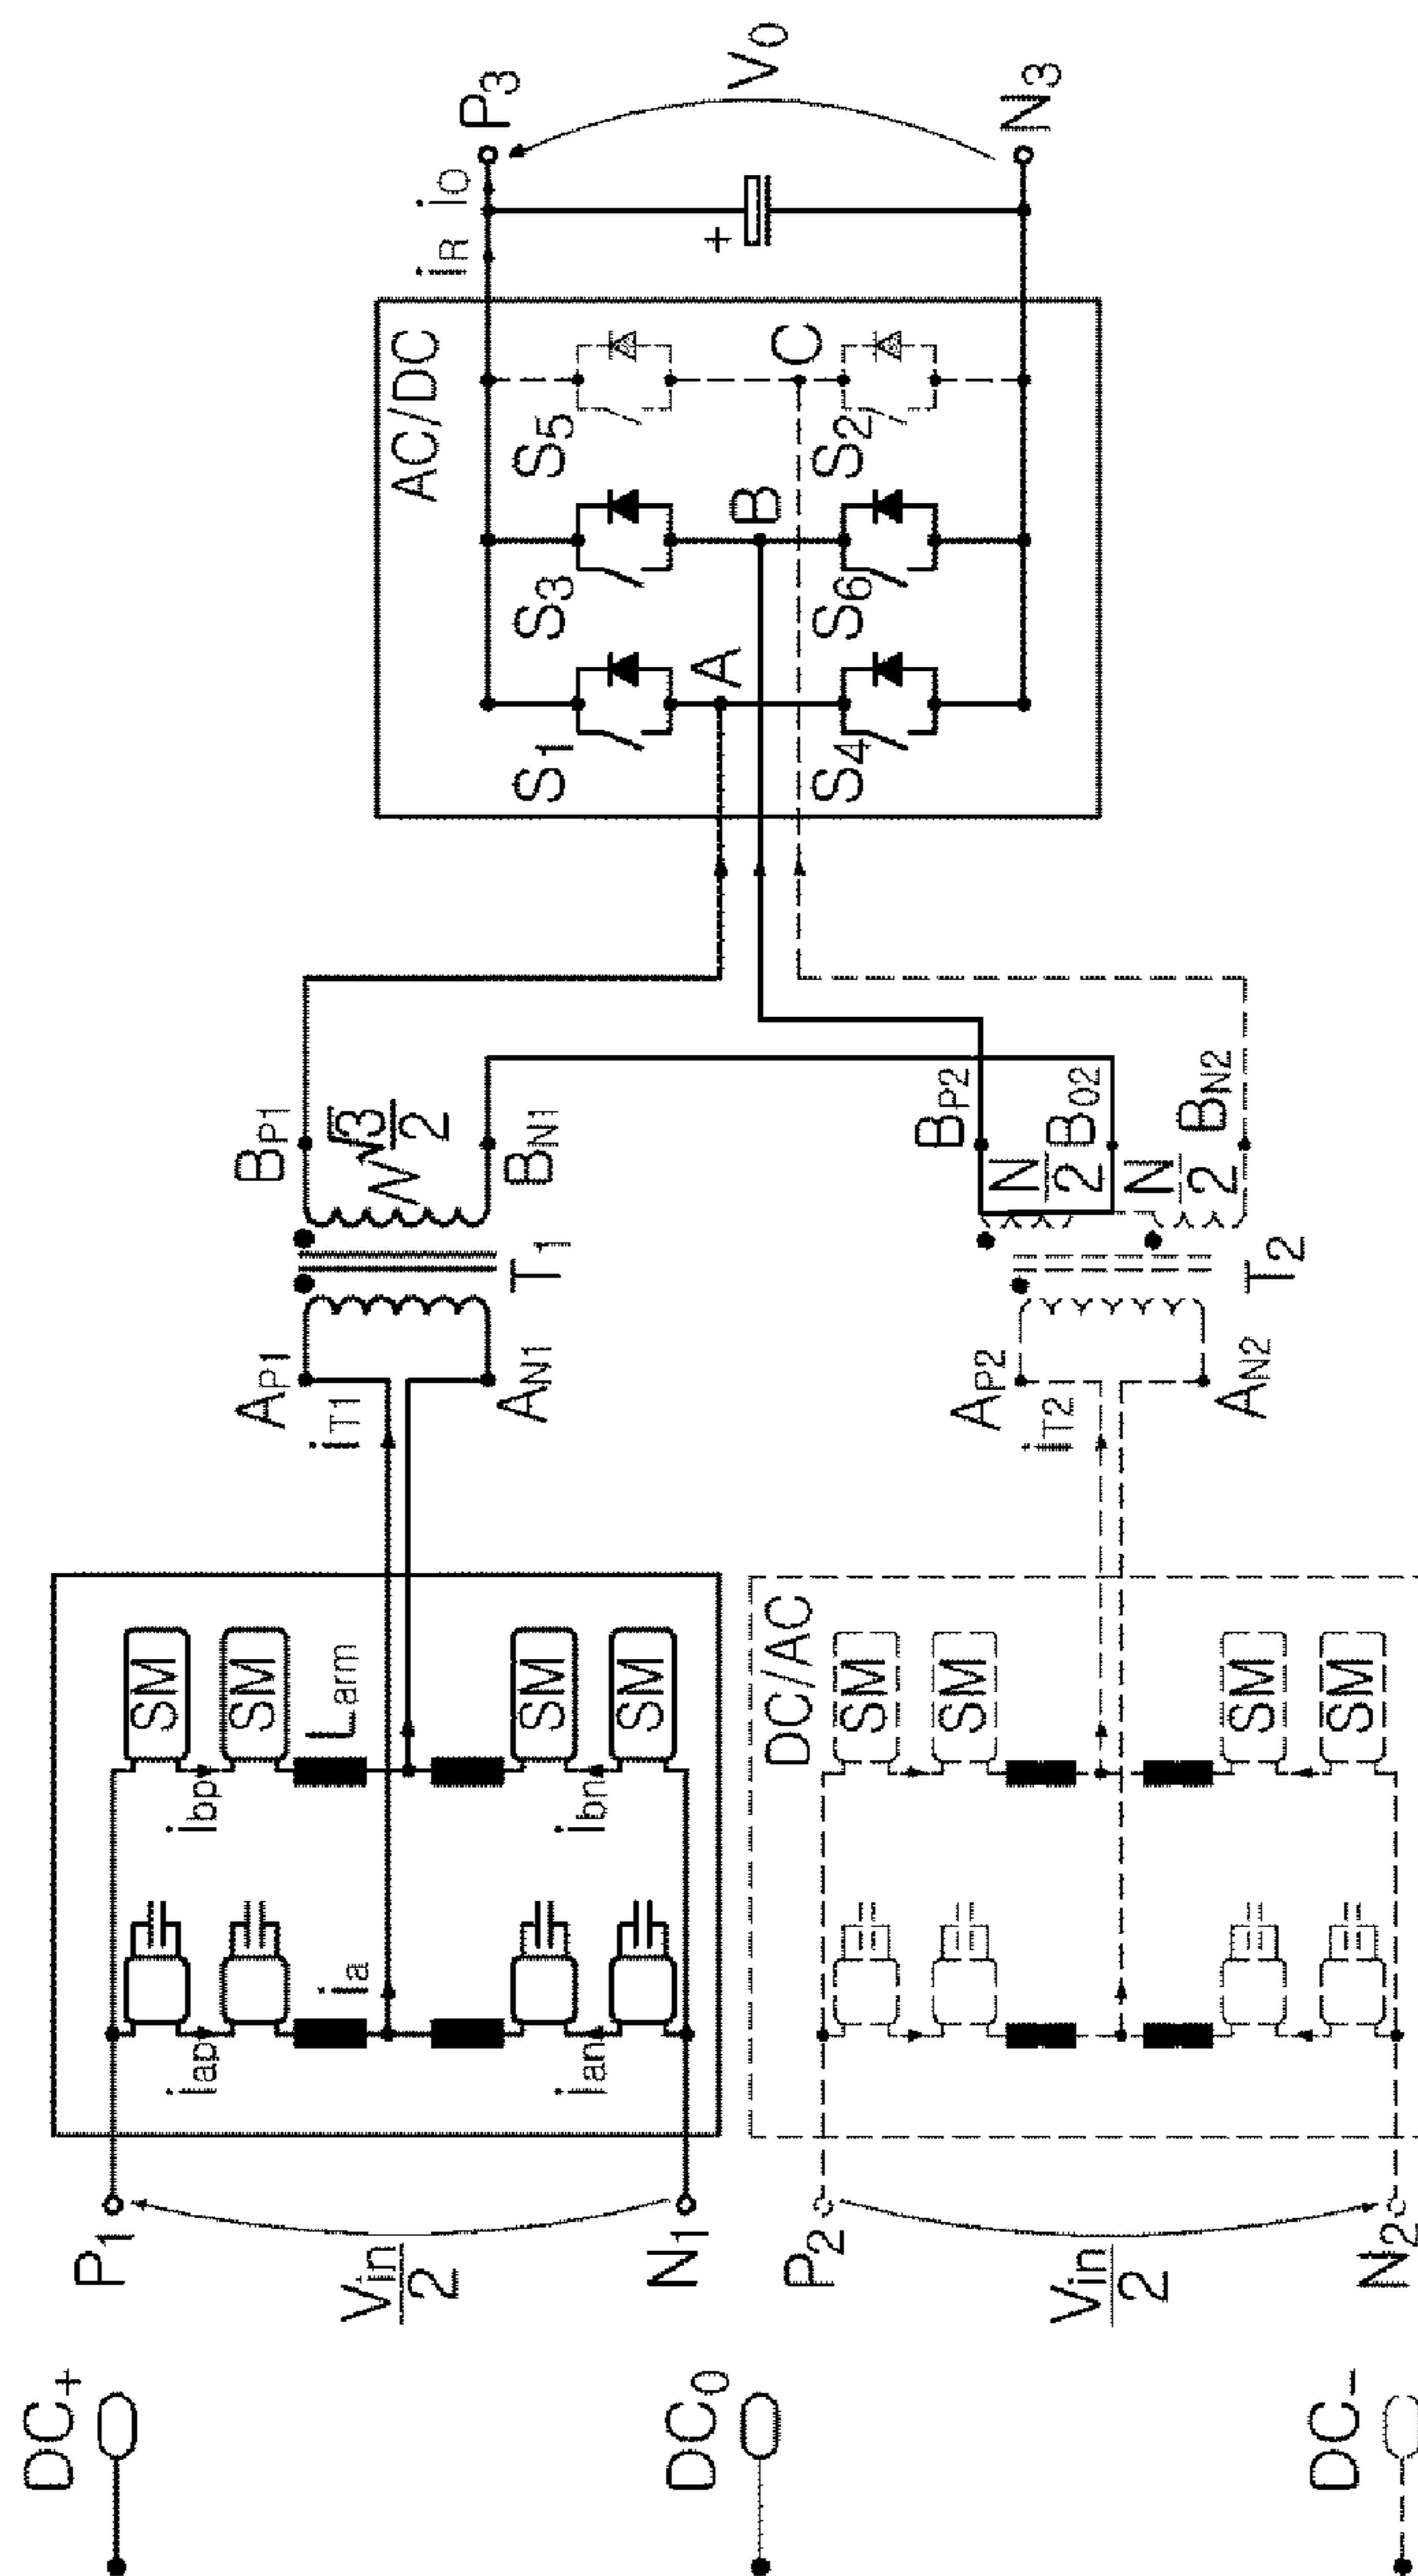 DC+
DC0
DC–
P1
Vin/2
N1
P2
Vin/2
N2
iap
ian
ia
ibp
ibn
SM
SM
Larm
SM
SM
DC/AC
SM
SM
SM
SM
AP1
iT1
AN1
AP2
iT2
AN2
T1
T2
BP1
N√3/2
BN1
BP2
N/2
B02
N/2
BN2
AC/DC
S1
A
S4
S3
B
S6
S5
C
S2
iR
iO
+
P3
VO
N3